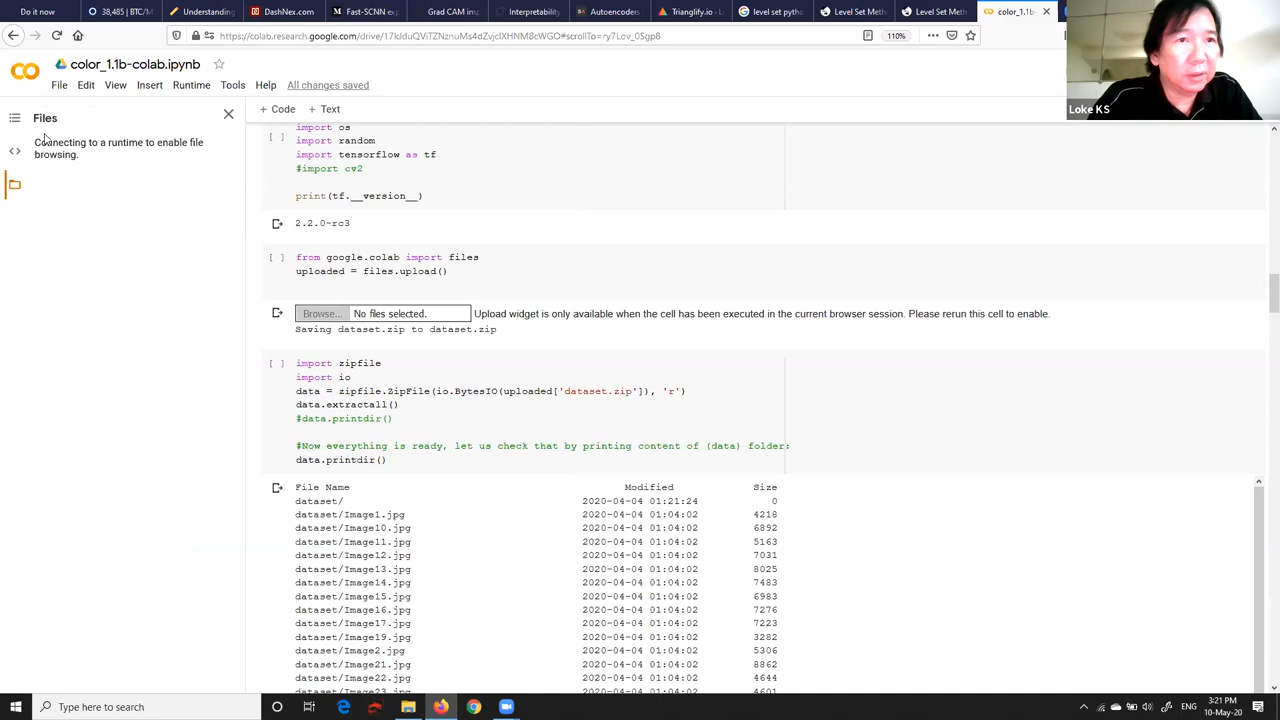 Do it now
38,485 | BTC/M
Understanding
DashNex.com
Fast-SCNN exp
Grad CAM imp
Interpretability
Autoencoders
Trianglify.io - L
level set pytho
Level Set Meth
Level Set Meth
color_1.1b-
110%
color_1.1b-colab.ipynb
File Edit View Insert Runtime Tools Help All changes saved
Loke KS
Files
+ Code + Text
Connecting to a runtime to enable file
browsing.
import os
[ ] import random
import tensorflow as tf
#import cv2
print(tf.__version__)
2.2.0-rc3
[ ] from google.colab import files
uploaded = files.upload()
Browse... No files selected. Upload widget is only available when the cell has been executed in the current browser session. Please rerun this cell to enable.
Saving dataset.zip to dataset.zip
[ ] import zipfile
import io
data = zipfile.ZipFile(io.BytesIO(uploaded['dataset.zip']), 'r')
data.extractall()
#data.printdir()
#Now everything is ready, let us check that by printing content of (data) folder:
data.printdir()
File Name Modified Size
dataset/ 2020-04-04 01:21:24 0
dataset/Image1.jpg 2020-04-04 01:04:02 4218
dataset/Image10.jpg 2020-04-04 01:04:02 6892
dataset/Image11.jpg 2020-04-04 01:04:02 5163
dataset/Image12.jpg 2020-04-04 01:04:02 7031
dataset/Image13.jpg 2020-04-04 01:04:02 8025
dataset/Image14.jpg 2020-04-04 01:04:02 7483
dataset/Image15.jpg 2020-04-04 01:04:02 6983
dataset/Image16.jpg 2020-04-04 01:04:02 7276
dataset/Image17.jpg 2020-04-04 01:04:02 7223
dataset/Image19.jpg 2020-04-04 01:04:02 3282
dataset/Image2.jpg 2020-04-04 01:04:02 5306
dataset/Image21.jpg 2020-04-04 01:04:02 8862
dataset/Image22.jpg 2020-04-04 01:04:02 4644
dataset/Image23.jpg 2020-04-04 01:04:02 4601
Type here to search
ENG
3:21 PM
10-May-20